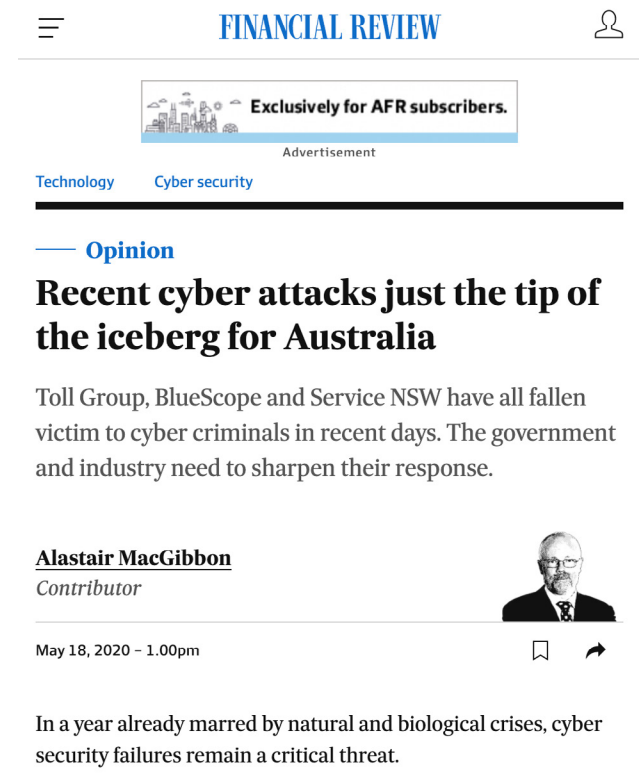 FINANCIAL REVIEW
Exclusively for AFR subscribers.
Advertisement
Technology Cyber security
Opinion
Recent cyber attacks just the tip of
the iceberg for Australia
Toll Group, BlueScope and Service NSW have all fallen
victim to cyber criminals in recent days. The government
and industry need to sharpen their response.
Alastair MacGibbon
Contributor
May 18, 2020 – 1.00pm
In a year already marred by natural and biological crises, cyber
security failures remain a critical threat.